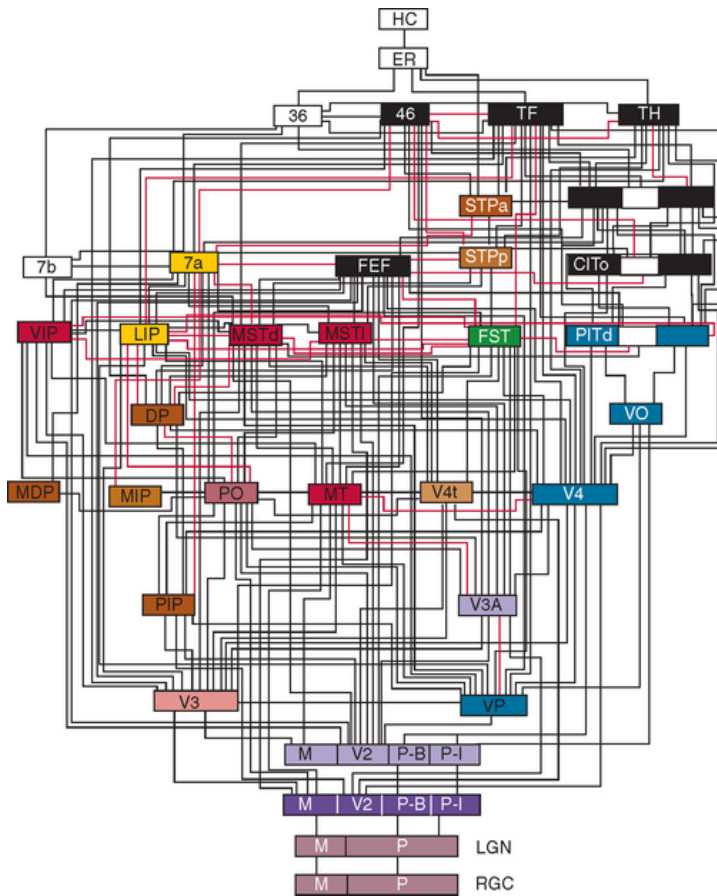 HC
ER
36 46 TF TH
STPa
7b 7a FEF STPp CITo
VIP LIP MSTd MSTl FST PITd
DP VO
MDP MIP PO MT V4t V4
PIP V3A
V3 VP
M V2 P-B P-I
M V2 P-B P-I
M P LGN
M P RGC